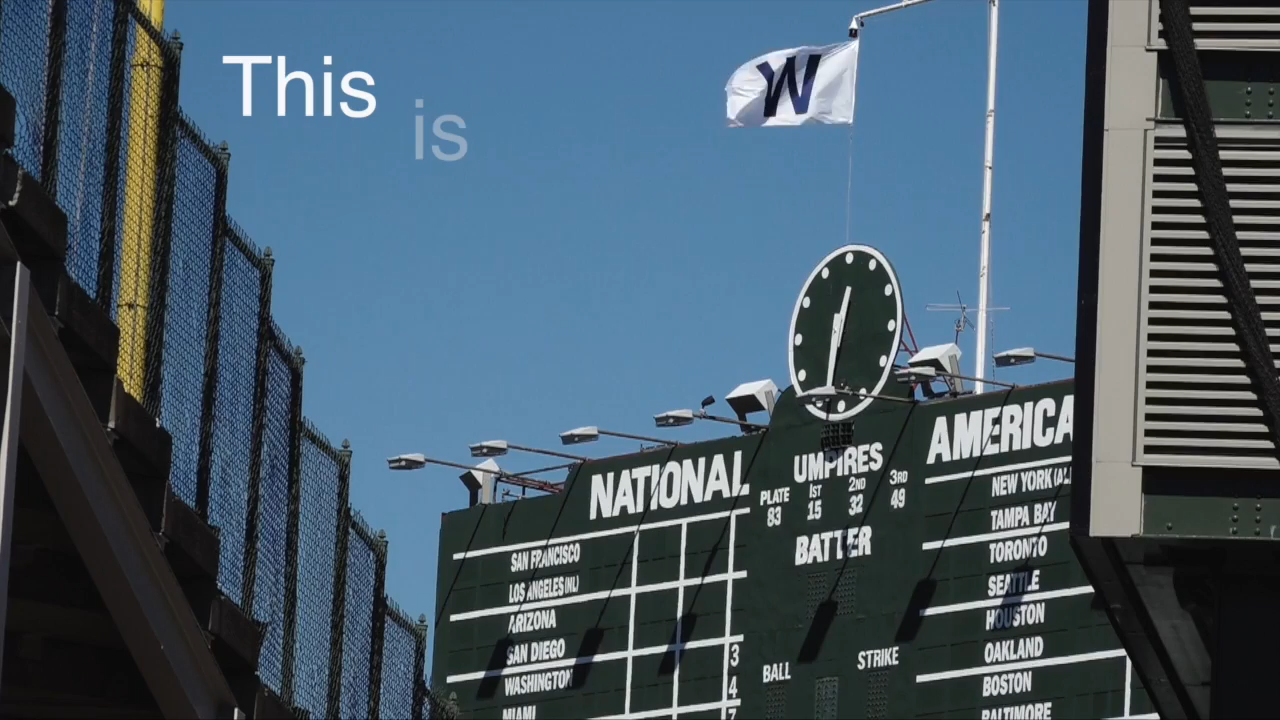 This
is
W
NATIONAL
UMPIRES
PLATE 1ST 2ND 3RD
83 15 32 49
BATTER
BALL STRIKE
SAN FRANCISCO
LOS ANGELES(NL)
ARIZONA
SAN DIEGO
WASHINGTON
MIAMI
3
4
7
AMERICA
NEW YORK(AL
TAMPA BAY
TORONTO
SEATTLE
HOUSTON
OAKLAND
BOSTON
BALTIMORE